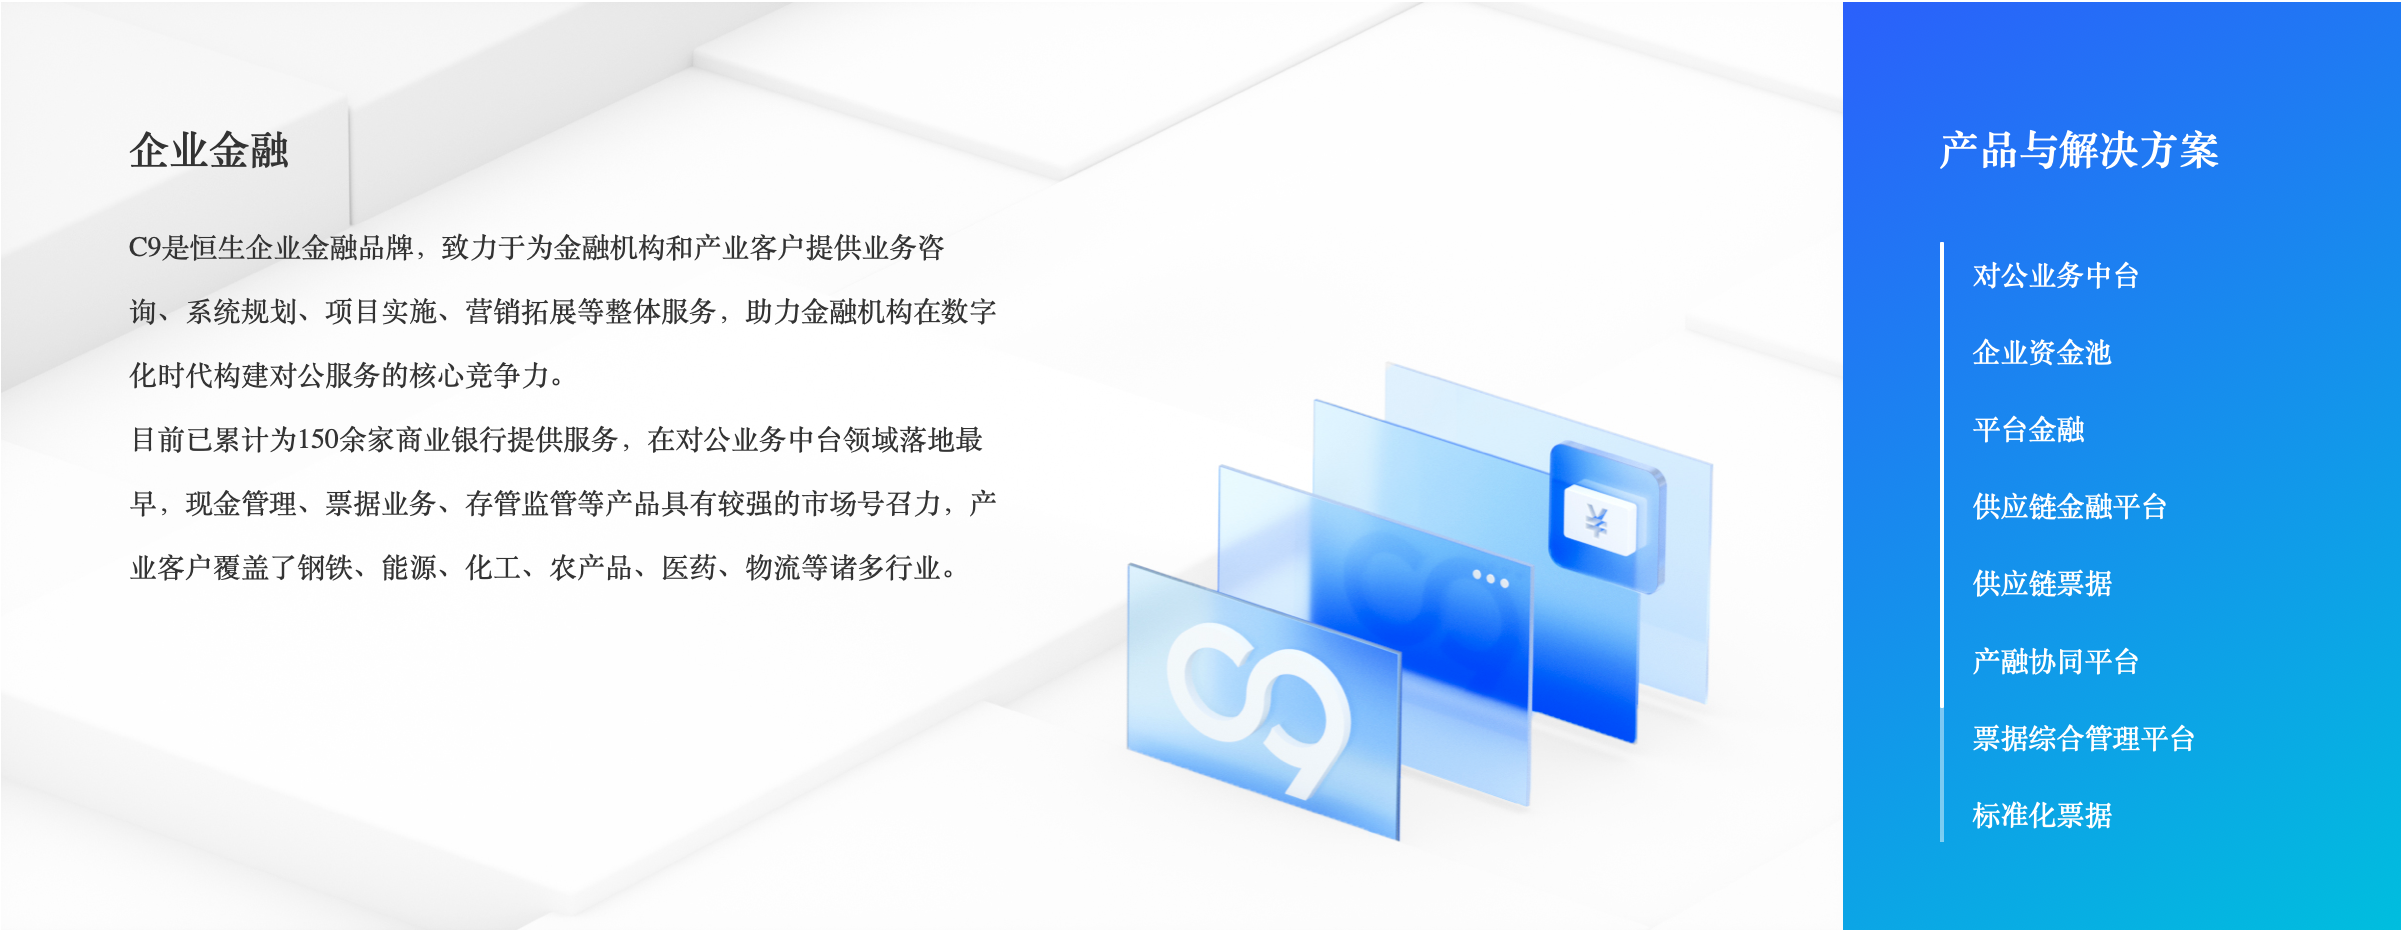 企业金融
C9是恒生企业金融品牌，致力于为金融机构和产业客户提供业务咨
询、系统规划、项目实施、营销拓展等整体服务，助力金融机构在数字
化时代构建对公服务的核心竞争力。
目前已累计为150余家商业银行提供服务，在对公业务中台领域落地最
早，现金管理、票据业务、存管监管等产品具有较强的市场号召力，产
业客户覆盖了钢铁、能源、化工、农产品、医药、物流等诸多行业。
¥
C9
C9
产品与解决方案
对公业务中台
企业资金池
平台金融
供应链金融平台
供应链票据
产融协同平台
票据综合管理平台
标准化票据